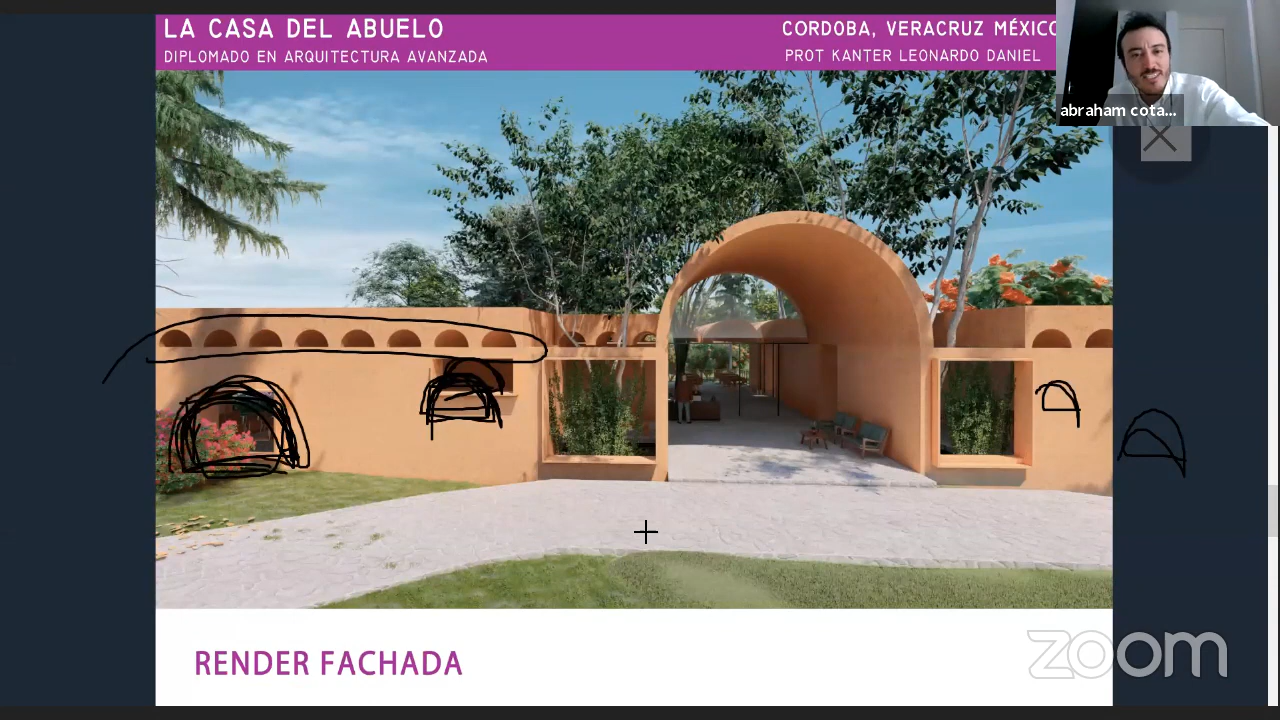 LA CASA DEL ABUELO
DIPLOMADO EN ARQUITECTURA AVANZADA
CORDOBA, VERACRUZ MÉXICO
PROT KANTER LEONARDO DANIEL
abraham cota...
RENDER FACHADA
zoom